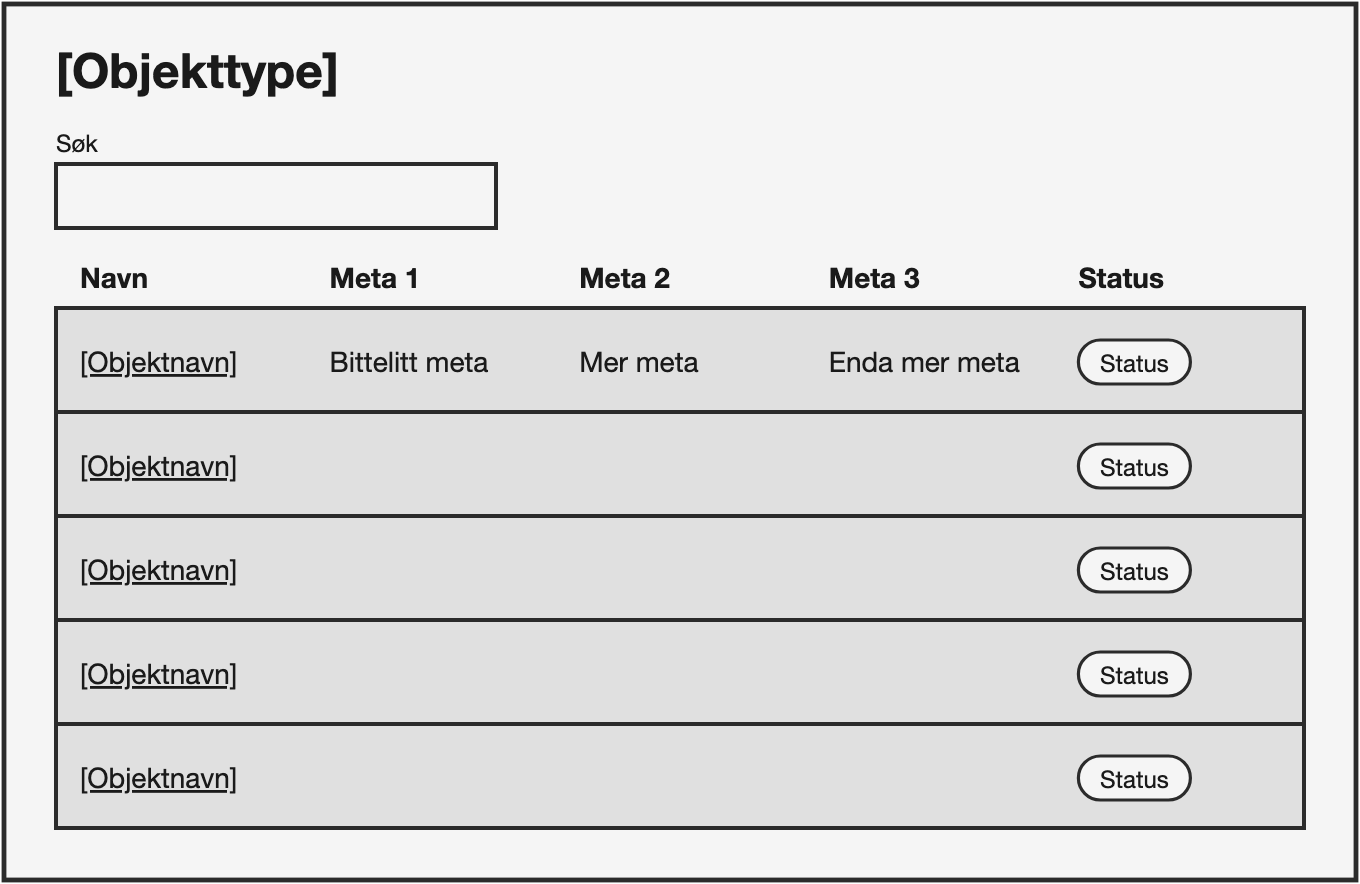 [Objekttype]
Søk
Navn Meta 1 Meta 2 Meta 3 Status
[Objektnavn] Bittelitt meta Mer meta Enda mer meta Status
[Objektnavn] Status
[Objektnavn] Status
[Objektnavn] Status
[Objektnavn] Status